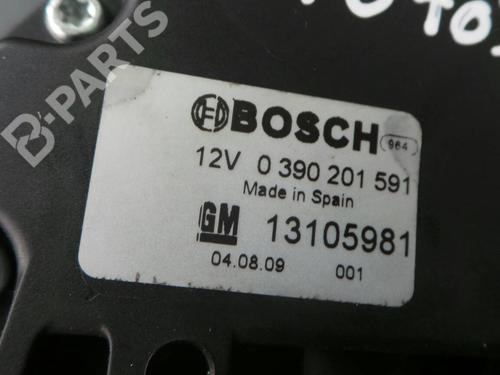 B-PARTS
BOSCH 964
12V 0 390 201 591
Made in Spain
GM 13105981
04.08.09 001